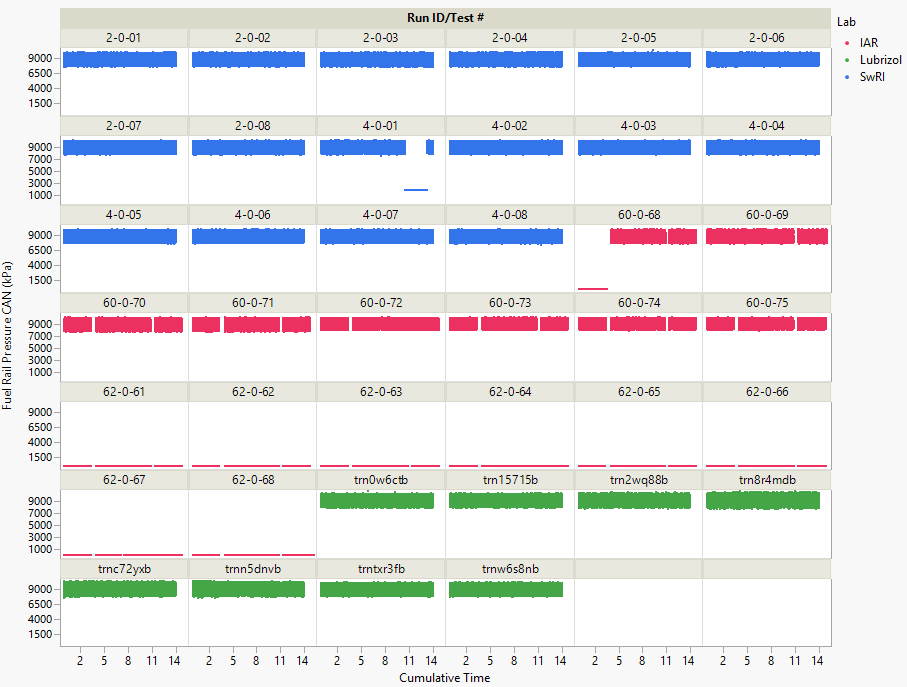 Run ID/Test #
Lab
IAR
Lubrizol
SwRI
2-0-01 2-0-02 2-0-03 2-0-04 2-0-05 2-0-06
9000
6500
4000
1500
2-0-07 2-0-08 4-0-01 4-0-02 4-0-03 4-0-04
9000
7000
5000
3000
1000
4-0-05 4-0-06 4-0-07 4-0-08 60-0-68 60-0-69
9000
6500
4000
1500
60-0-70 60-0-71 60-0-72 60-0-73 60-0-74 60-0-75
9000
7000
5000
3000
1000
62-0-61 62-0-62 62-0-63 62-0-64 62-0-65 62-0-66
9000
6500
4000
1500
62-0-67 62-0-68 trn0w6ctb trn15715b trn2wq88b trn8r4mdb
9000
7000
5000
3000
1000
trnc72yxb trnn5dnvb trntxr3fb trnw6s8nb
9000
6500
4000
1500
2 5 8 11 14 2 5 8 11 14 2 5 8 11 14 2 5 8 11 14 2 5 8 11 14 2 5 8 11 14
Cumulative Time
Fuel Rail Pressure CAN (kPa)